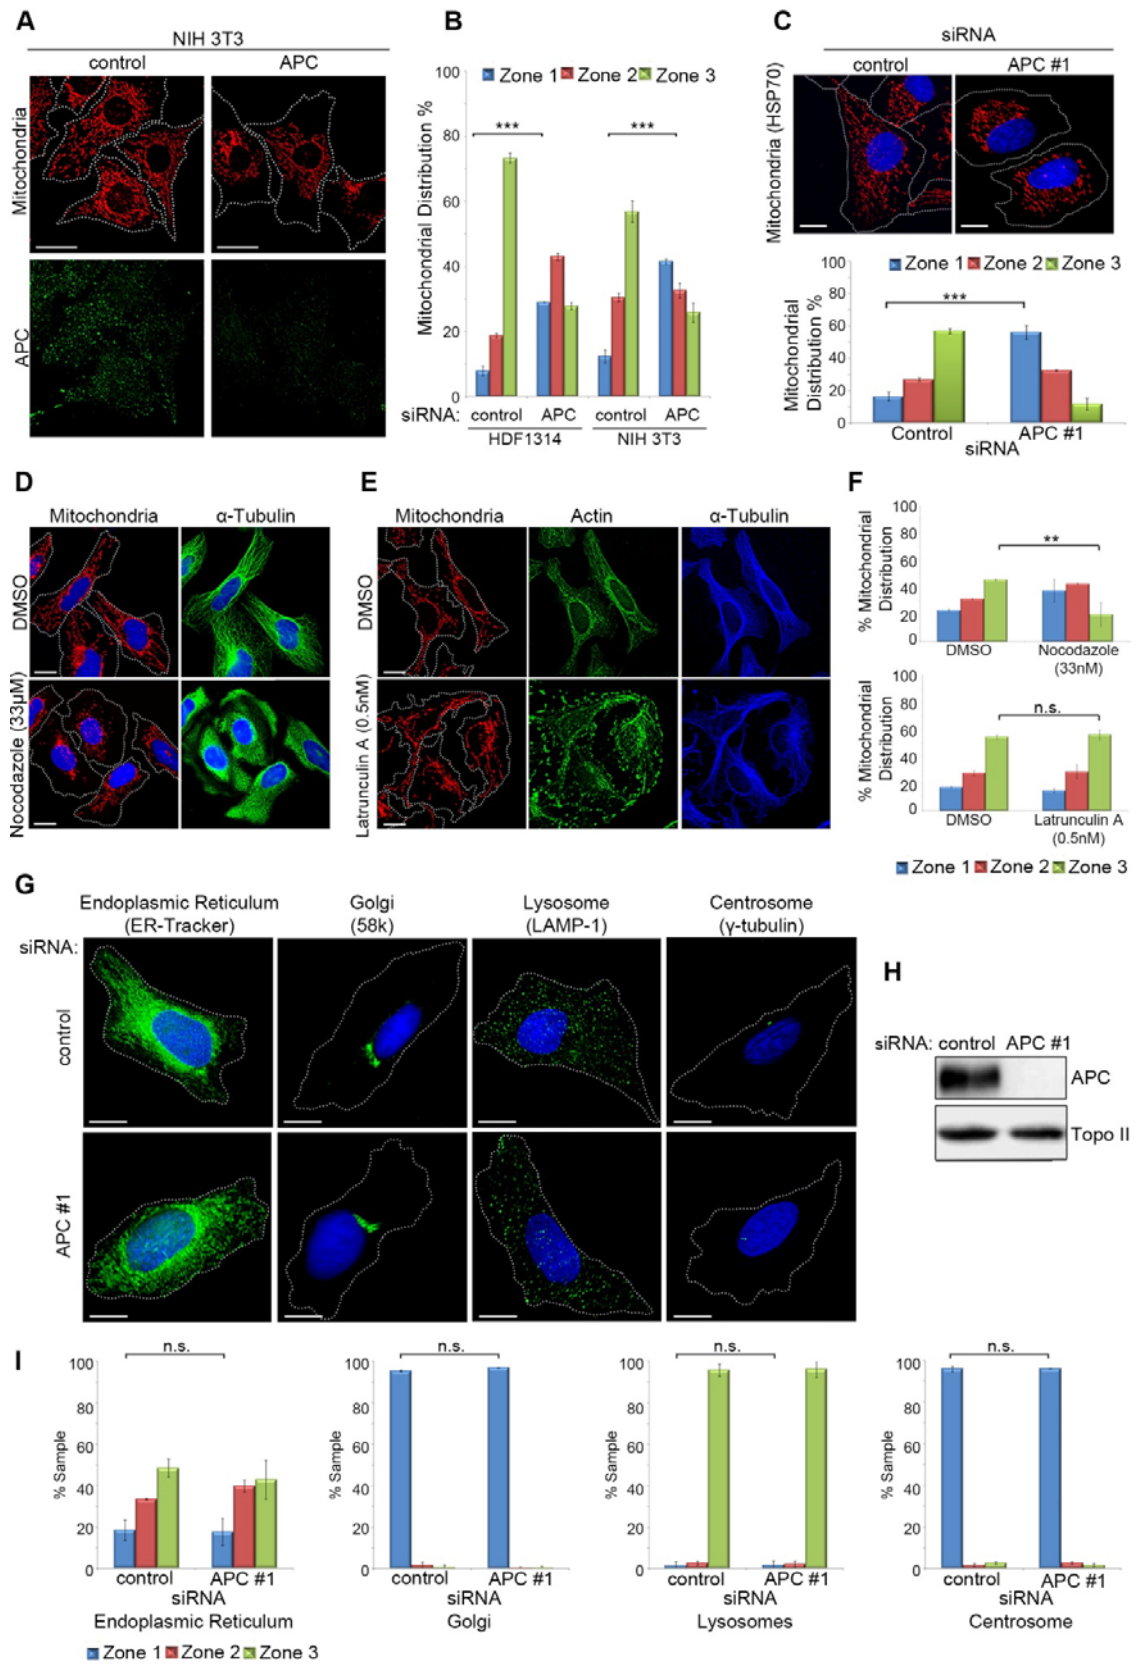 A
NIH 3T3
control
APC
Mitochondria
APC
B
Zone 1 Zone 2 Zone 3
Mitochondrial Distribution %
100
80
60
40
20
0
***
***
siRNA: control APC control APC
HDF1314 NIH 3T3
C
siRNA
control
APC #1
Mitochondria (HSP70)
Zone 1 Zone 2 Zone 3
Mitochondrial
Distribution %
100
80
60
40
20
0
***
Control
APC #1
siRNA
D
Mitochondria
α-Tubulin
DMSO
Nocodazole (33µM)
E
Mitochondria
Actin
α-Tubulin
DMSO
Latrunculin A (0.5nM)
F
% Mitochondrial
Distribution
100
80
60
40
20
0
**
DMSO
Nocodazole
(33nM)
% Mitochondrial
Distribution
100
80
60
40
20
0
n.s.
DMSO
Latrunculin A
(0.5nM)
Zone 1 Zone 2 Zone 3
G
Endoplasmic Reticulum
(ER-Tracker)
Golgi
(58k)
Lysosome
(LAMP-1)
Centrosome
(γ-tubulin)
siRNA:
control
APC #1
H
siRNA: control APC #1
APC
Topo II
I
% Sample
100
80
60
40
20
0
n.s.
control
APC #1
siRNA
Endoplasmic Reticulum
% Sample
100
80
60
40
20
0
n.s.
control
APC #1
siRNA
Golgi
% Sample
100
80
60
40
20
0
n.s.
control
APC #1
siRNA
Lysosomes
% Sample
100
80
60
40
20
0
n.s.
control
APC #1
siRNA
Centrosome
Zone 1 Zone 2 Zone 3